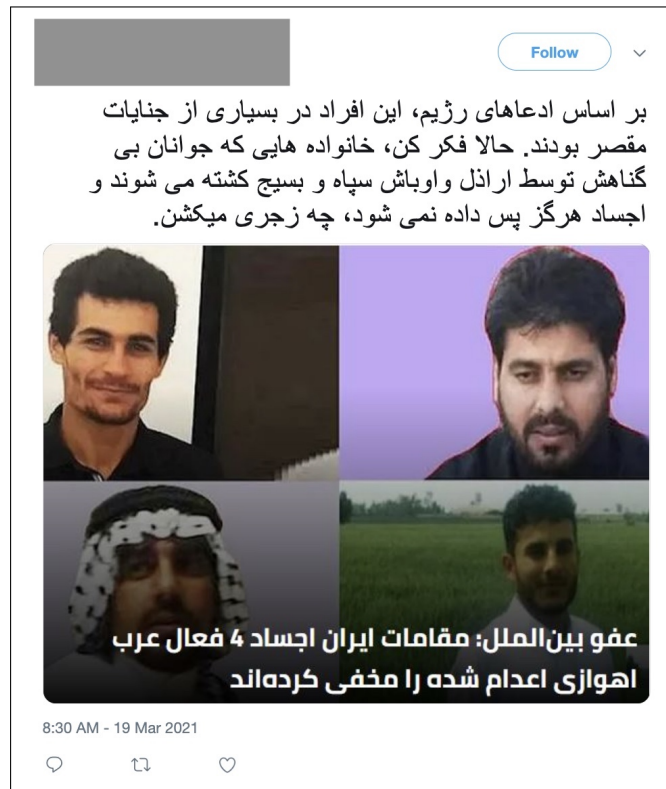 Follow
بر اساس ادعاهای رژیم، این افراد در بسیاری از جنایات
مقصر بودند. حالا فکر کن، خانواده هایی که جوانان بی
گناهش توسط اراذل واوباش سپاه و بسیج کشته می شوند و
اجساد هرگز پس داده نمی شود، چه زجری میکشن.
عفو بین‌الملل: مقامات ایران اجساد 4 فعال عرب
اهوازی اعدام شده را مخفی کرده‌اند
8:30 AM - 19 Mar 2021